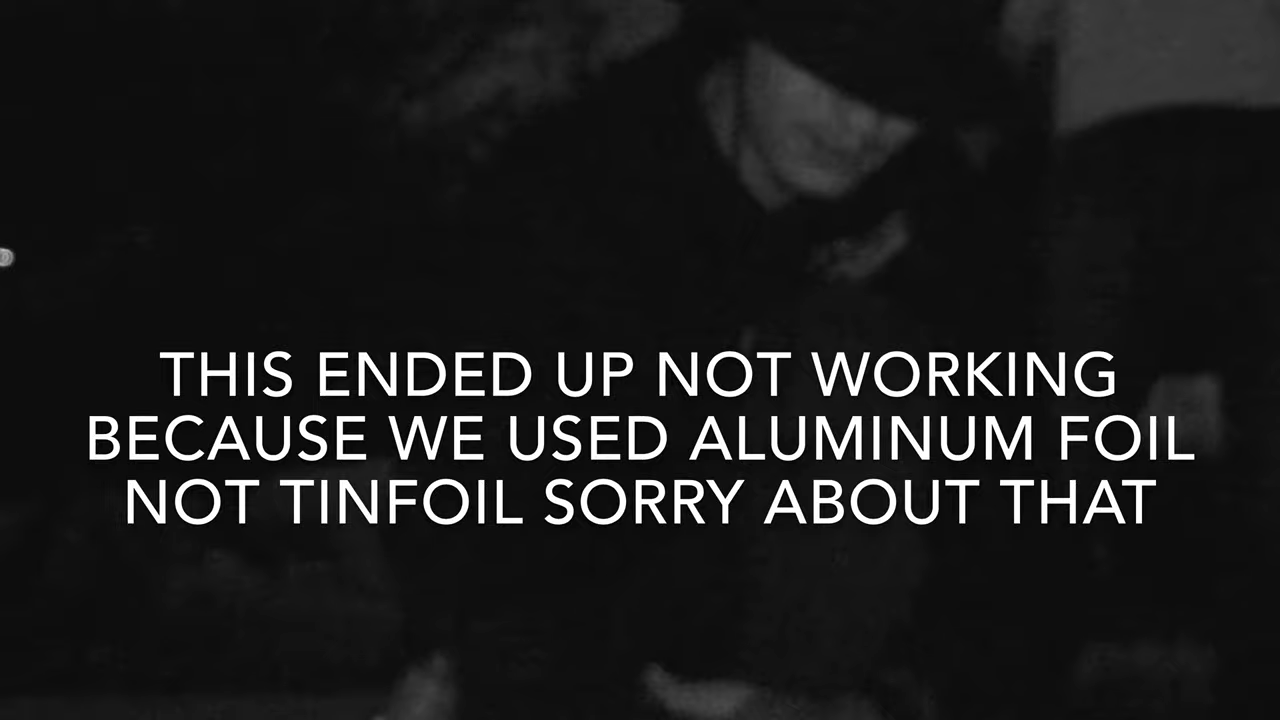 THIS ENDED UP NOT WORKING
BECAUSE WE USED ALUMINUM FOIL
NOT TINFOIL SORRY ABOUT THAT